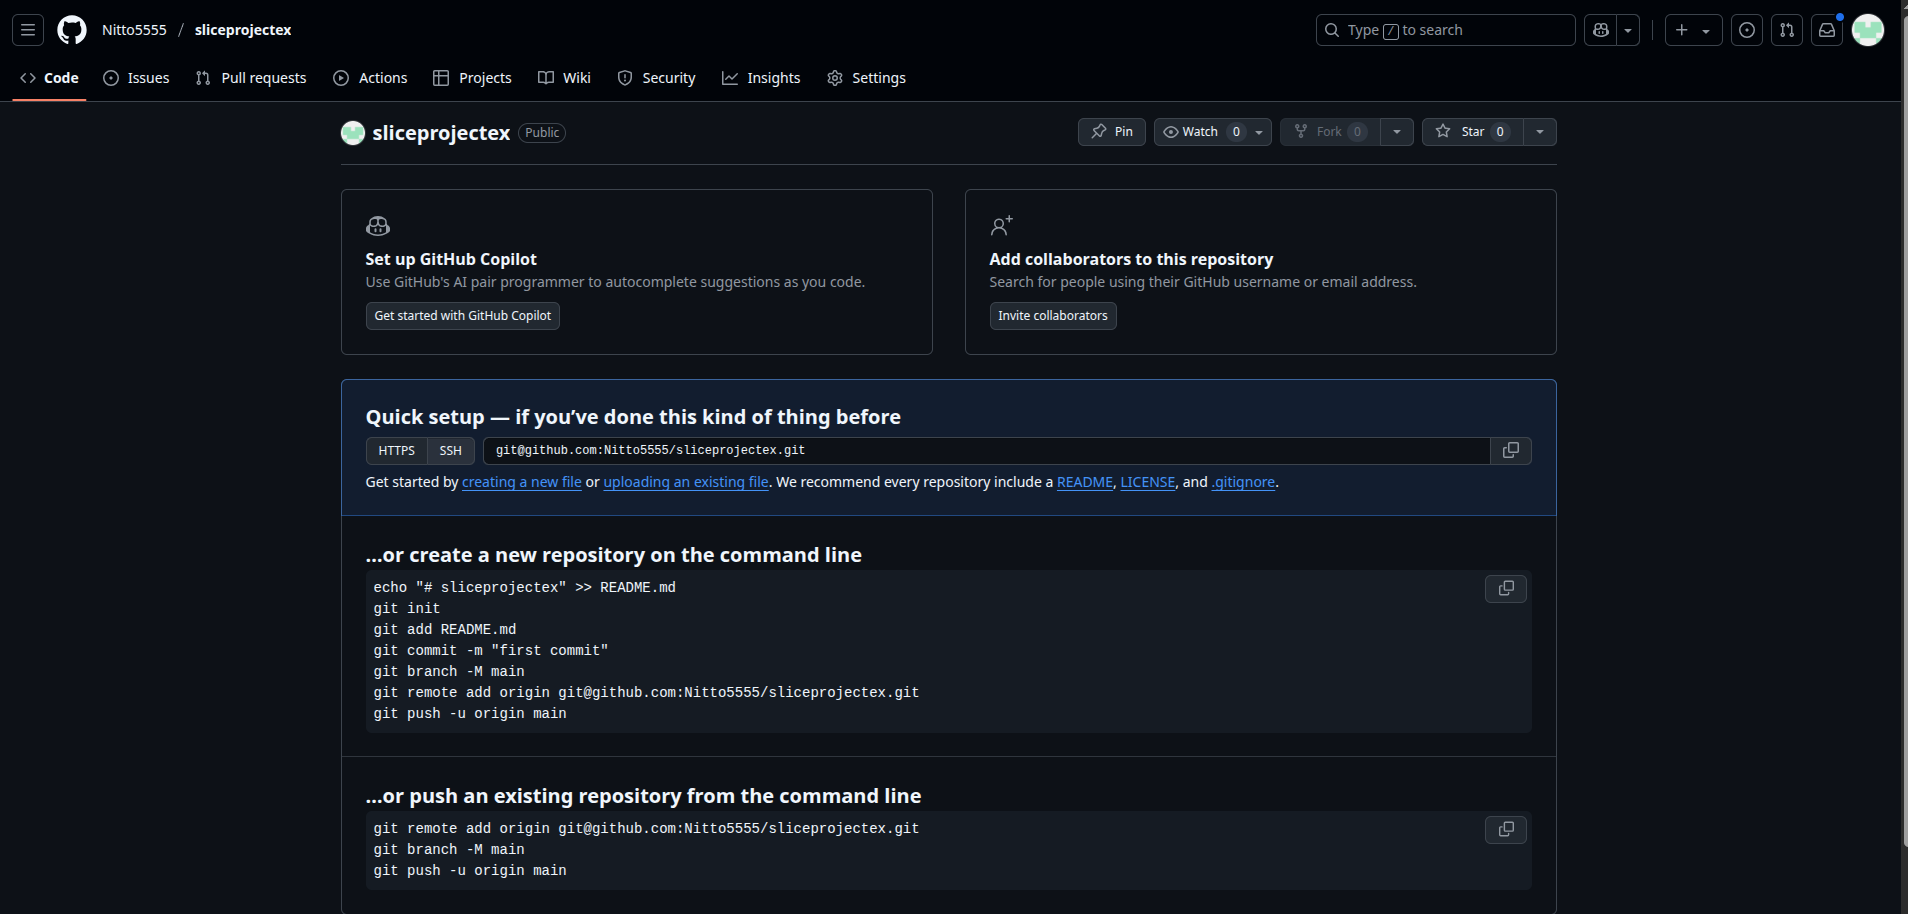 Nitto5555 / sliceprojectex
Type / to search
Code Issues Pull requests Actions Projects Wiki Security Insights Settings
sliceprojectex Public
Pin Watch 0 Fork 0 Star 0
Set up GitHub Copilot
Use GitHub's AI pair programmer to autocomplete suggestions as you code.
Get started with GitHub Copilot
Add collaborators to this repository
Search for people using their GitHub username or email address.
Invite collaborators
Quick setup — if you've done this kind of thing before
HTTPS SSH git@github.com:Nitto5555/sliceprojectex.git
Get started by creating a new file or uploading an existing file. We recommend every repository include a README, LICENSE, and .gitignore.
…or create a new repository on the command line
echo "# sliceprojectex" >> README.md
git init
git add README.md
git commit -m "first commit"
git branch -M main
git remote add origin git@github.com:Nitto5555/sliceprojectex.git
git push -u origin main
…or push an existing repository from the command line
git remote add origin git@github.com:Nitto5555/sliceprojectex.git
git branch -M main
git push -u origin main